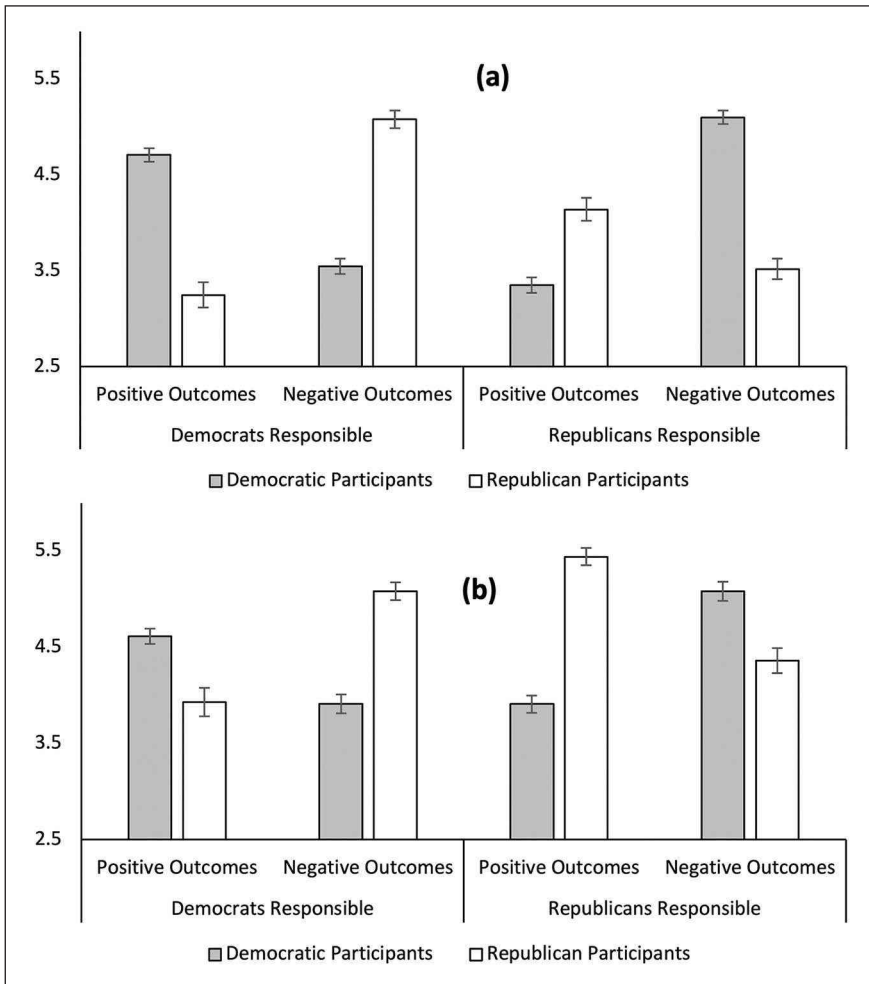 (a)
5.5
4.5
3.5
2.5
Positive Outcomes Negative Outcomes Positive Outcomes Negative Outcomes
Democrats Responsible Republicans Responsible
Democratic Participants Republican Participants
(b)
5.5
4.5
3.5
2.5
Positive Outcomes Negative Outcomes Positive Outcomes Negative Outcomes
Democrats Responsible Republicans Responsible
Democratic Participants Republican Participants